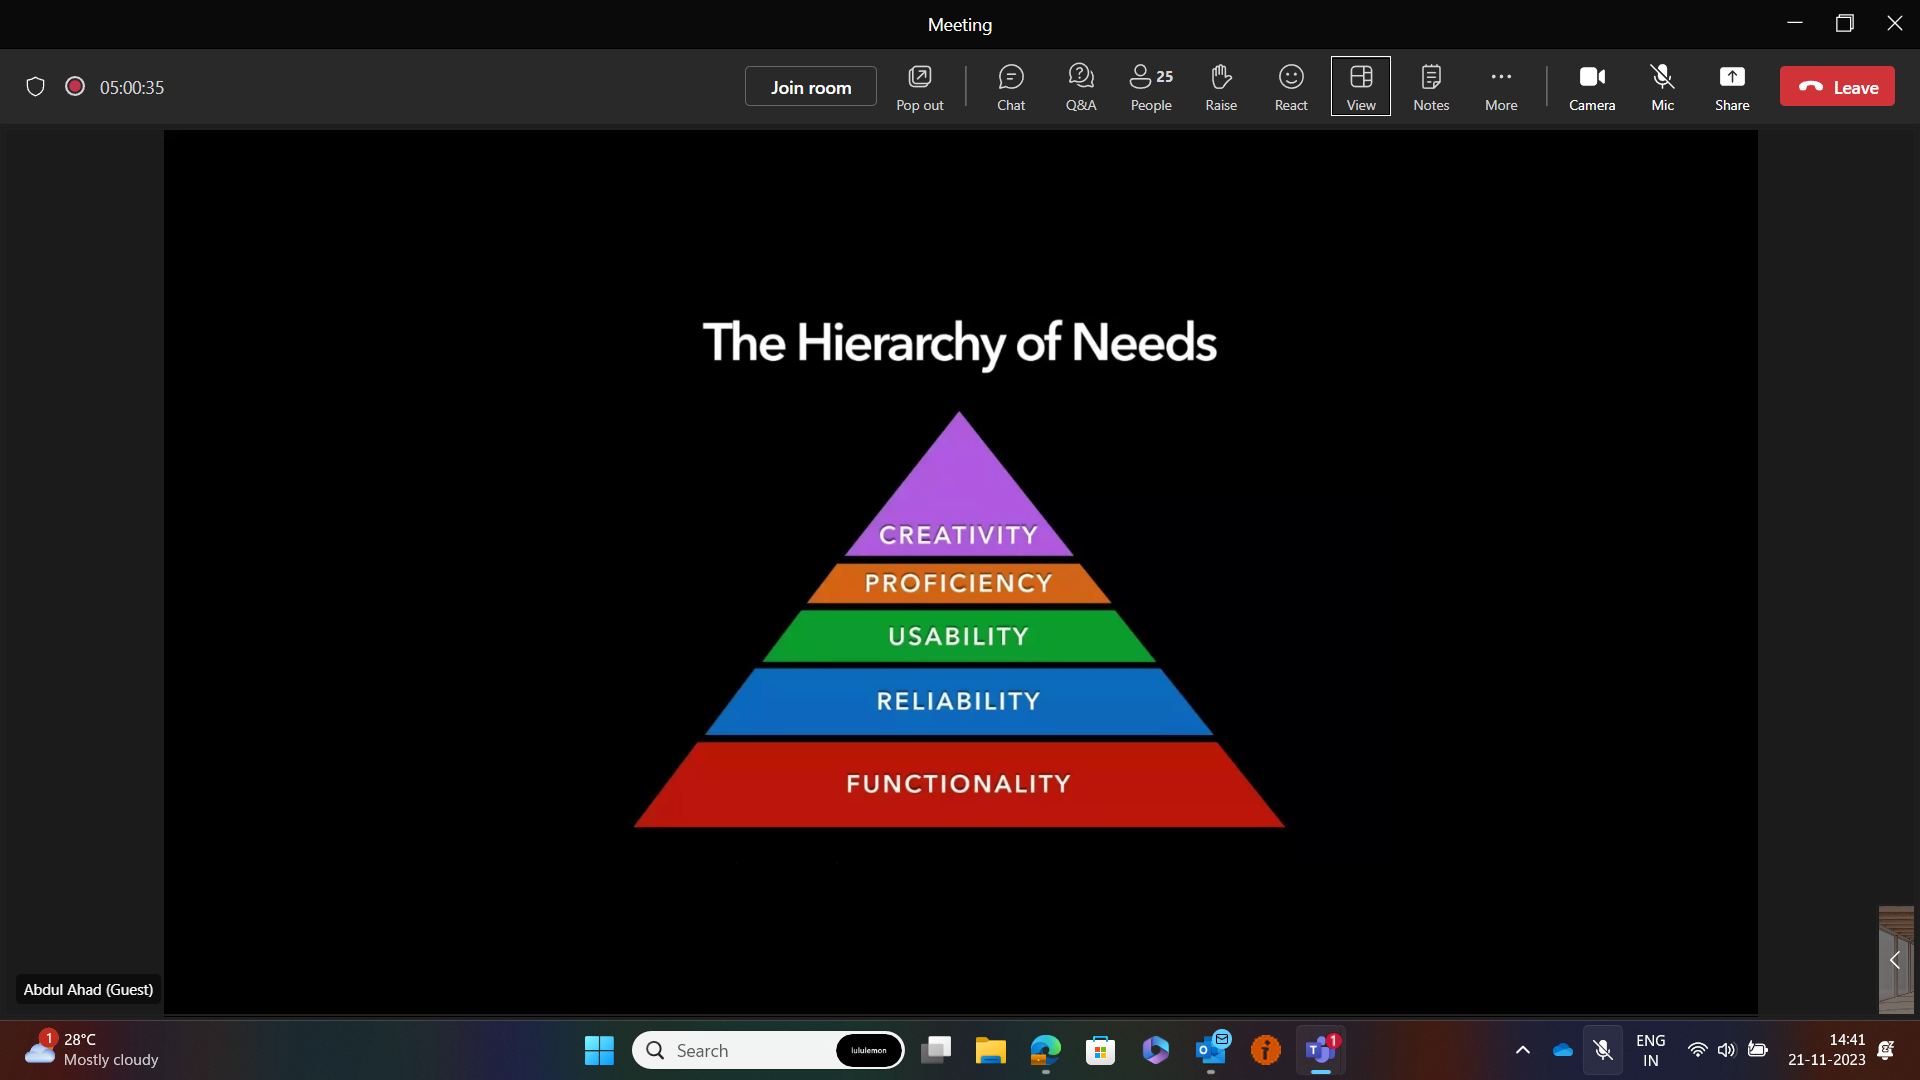 Meeting
05:00:35
Join room
Pop out
Chat
Q&A
25
People
Raise
React
View
Notes
More
Camera
Mic
Share
Leave
The Hierarchy of Needs
CREATIVITY
PROFICIENCY
USABILITY
RELIABILITY
FUNCTIONALITY
Abdul Ahad (Guest)
1
28°C
Mostly cloudy
Search
lululemon
1
ENG
IN
14:41
21-11-2023